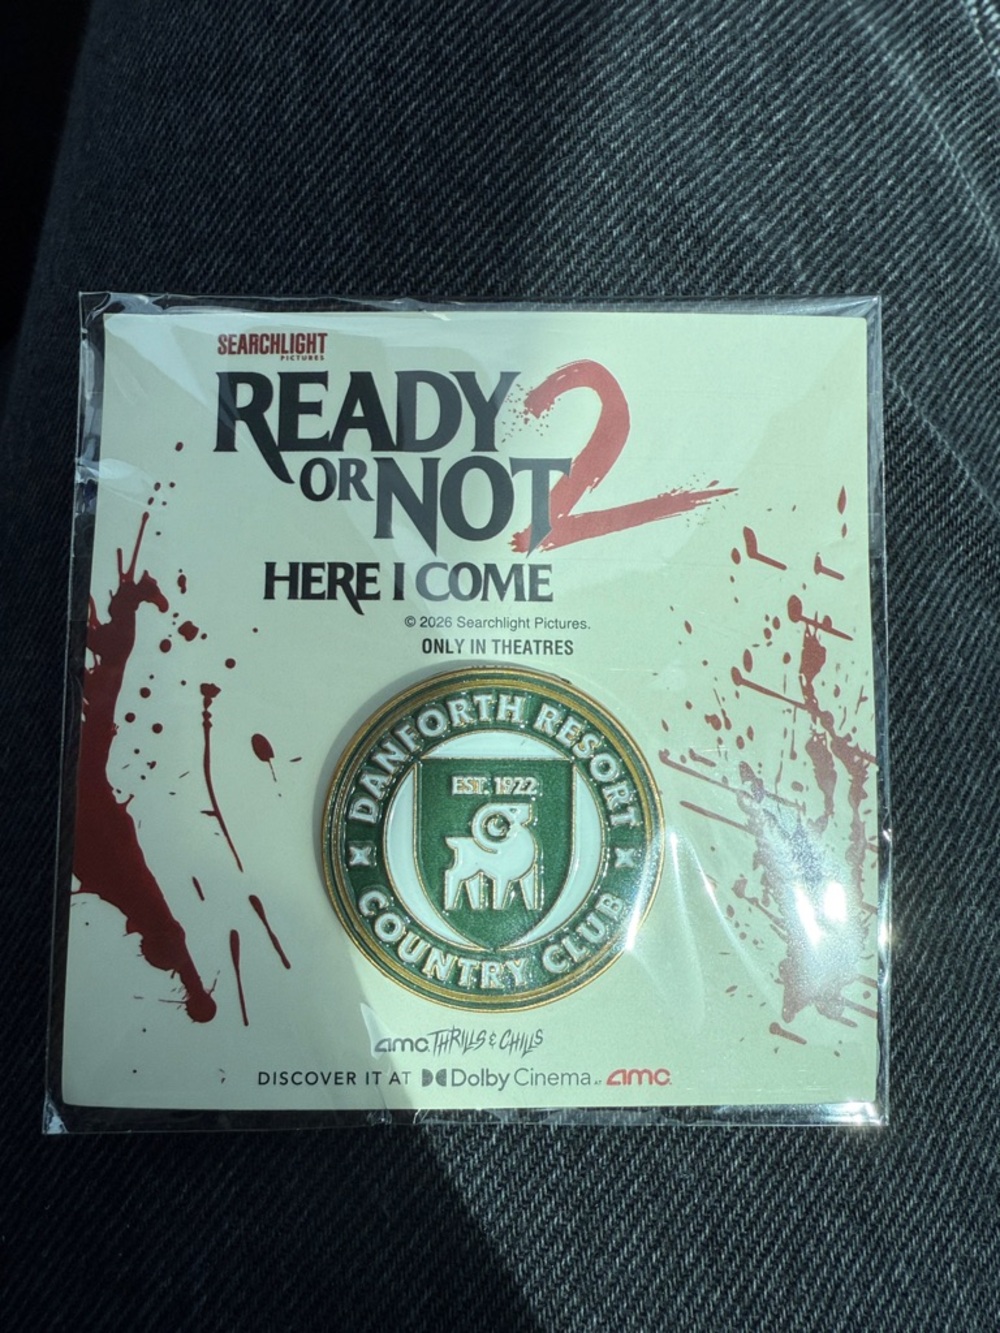 SEARCHLIGHT
PICTURES
READY
OR NOT 2
HERE I COME
© 2026 Searchlight Pictures.
ONLY IN THEATRES
DANFORTH RESORT
EST. 1922
COUNTRY CLUB
amc THRILLS & CHILLS
DISCOVER IT AT Dolby Cinema AT amc